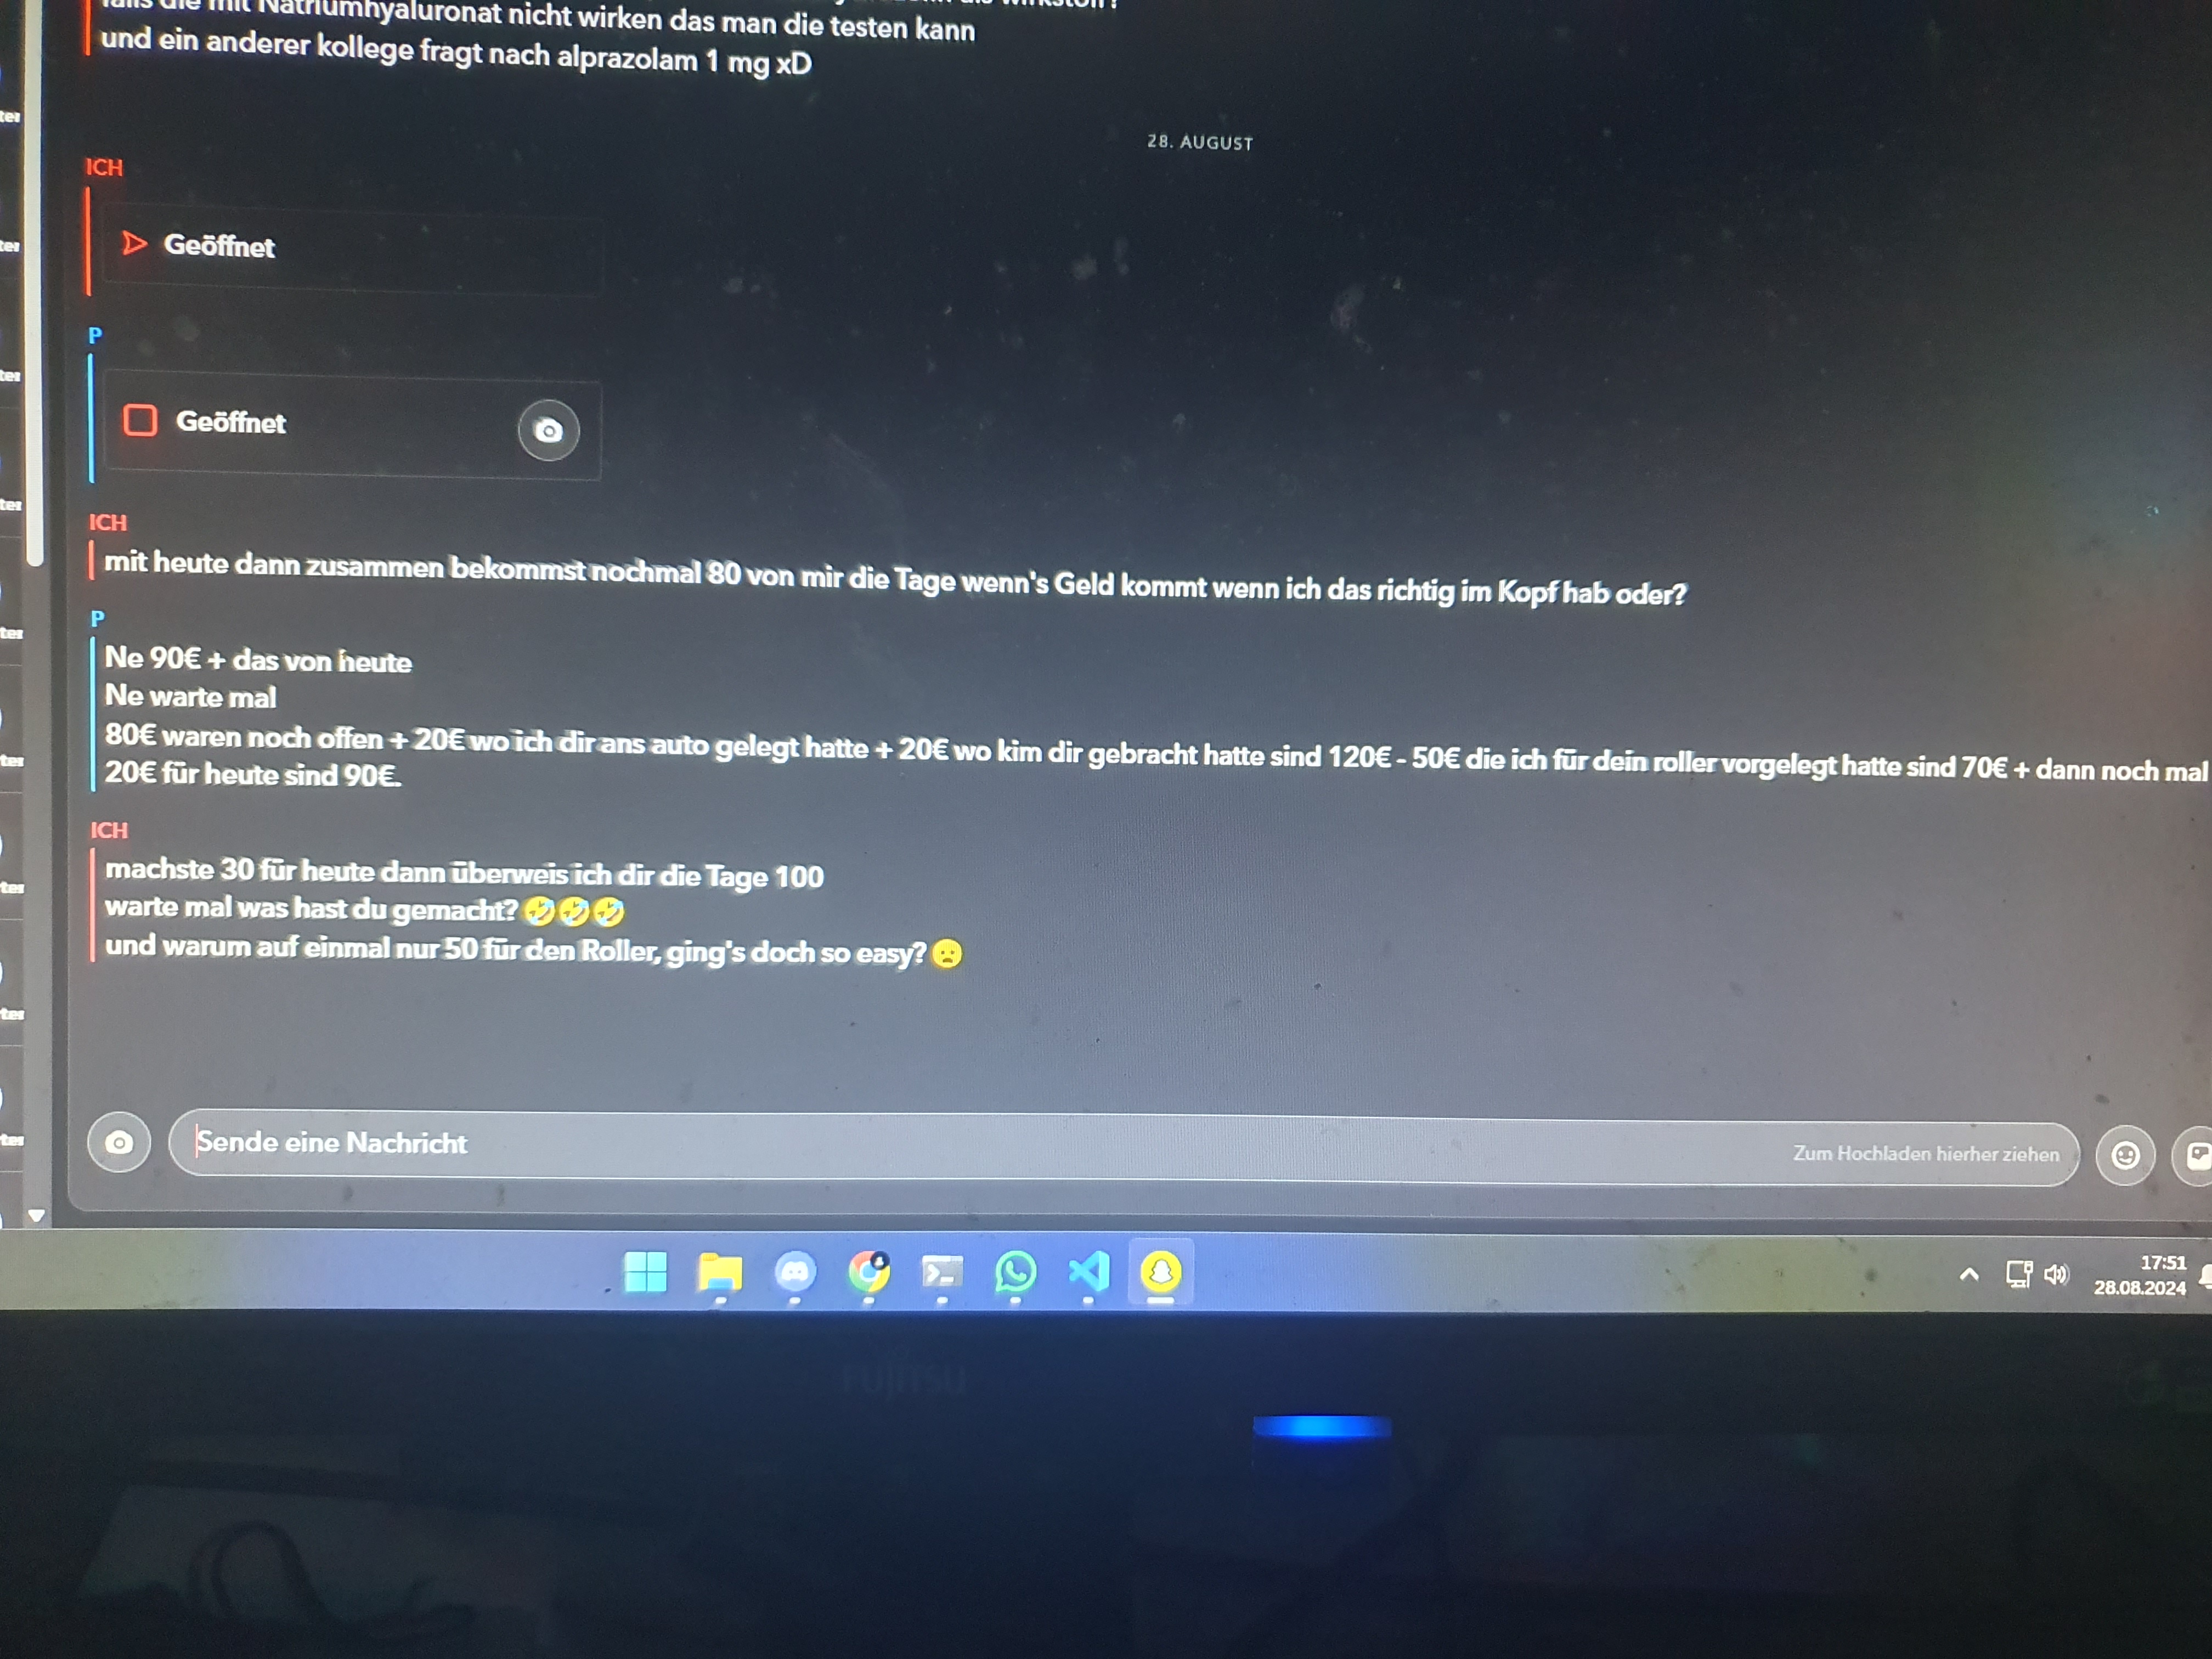 falls die mit Natriumhyaluronat nicht wirken das man die testen kann
und ein anderer kollege fragt nach alprazolam 1 mg xD
28. AUGUST
ICH
Geöffnet
P
Geöffnet
ICH
mit heute dann zusammen bekommst nochmal 80 von mir die Tage wenn's Geld kommt wenn ich das richtig im Kopf hab oder?
P
Ne 90€ + das von heute
Ne warte mal
80€ waren noch offen + 20€ wo ich dir ans auto gelegt hatte + 20€ wo kim dir gebracht hatte sind 120€ - 50€ die ich für dein roller vorgelegt hatte sind 70€ + dann noch mal
20€ für heute sind 90€.
ICH
machste 30 für heute dann überweis ich dir die Tage 100
warte mal was hast du gemacht? 🤣🤣🤣
und warum auf einmal nur 50 für den Roller, ging's doch so easy? 😦
Sende eine Nachricht
Zum Hochladen hierher ziehen
17:51
28.08.2024
FUJITSU